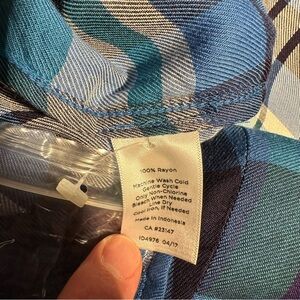 100% Rayon
Machine Wash Cold
Gentle Cycle
Only Non-Chlorine
Bleach When Needed
Line Dry
Cool Iron, If Needed
Made In Indonesia
CA #23147
104976 04/17